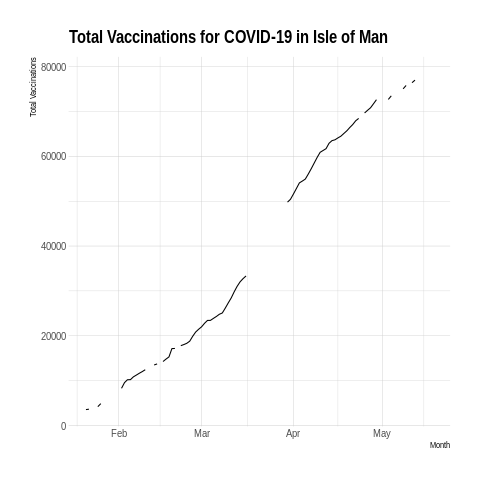 Total Vaccinations for COVID-19 in Isle of Man
Total Vaccinations
80000
60000
40000
20000
0
Feb Mar Apr May
Month